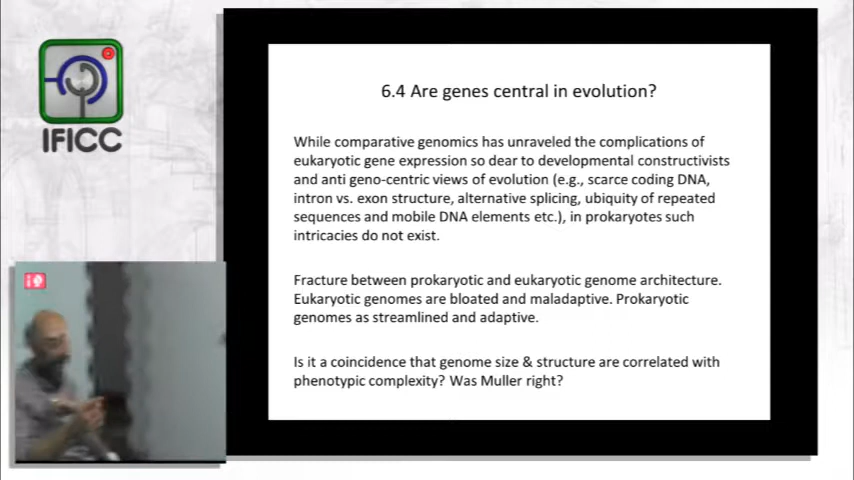 IFICC
6.4 Are genes central in evolution?
While comparative genomics has unraveled the complications of
eukaryotic gene expression so dear to developmental constructivists
and anti geno-centric views of evolution (e.g., scarce coding DNA,
intron vs. exon structure, alternative splicing, ubiquity of repeated
sequences and mobile DNA elements etc.), in prokaryotes such
intricacies do not exist.
Fracture between prokaryotic and eukaryotic genome architecture.
Eukaryotic genomes are bloated and maladaptive. Prokaryotic
genomes as streamlined and adaptive.
Is it a coincidence that genome size & structure are correlated with
phenotypic complexity? Was Muller right?